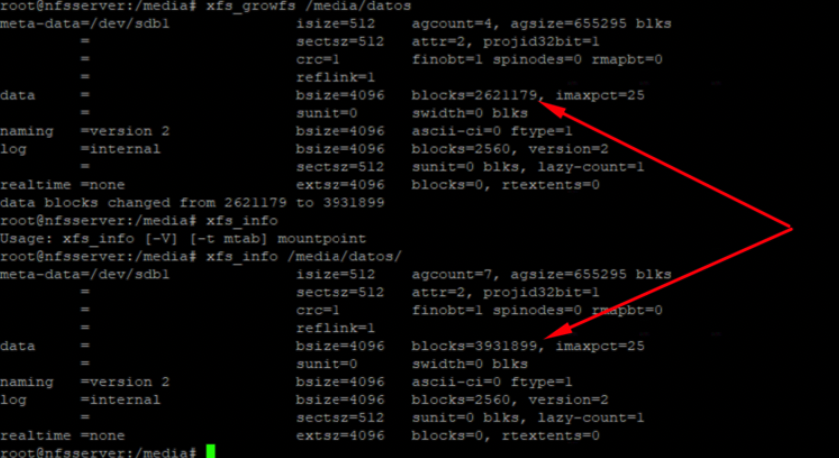 root@nfsserver:/media# xfs_growfs /media/datos
meta-data=/dev/sdb1              isize=512    agcount=4, agsize=655295 blks
         =                       sectsz=512   attr=2, projid32bit=1
         =                       crc=1        finobt=1 spinodes=0 rmapbt=0
         =                       reflink=1
data     =                       bsize=4096   blocks=2621179, imaxpct=25
         =                       sunit=0      swidth=0 blks
naming   =version 2              bsize=4096   ascii-ci=0 ftype=1
log      =internal               bsize=4096   blocks=2560, version=2
         =                       sectsz=512   sunit=0 blks, lazy-count=1
realtime =none                   extsz=4096   blocks=0, rtextents=0
data blocks changed from 2621179 to 3931899
root@nfsserver:/media# xfs_info
Usage: xfs_info [-V] [-t mtab] mountpoint
root@nfsserver:/media# xfs_info /media/datos/
meta-data=/dev/sdb1              isize=512    agcount=7, agsize=655295 blks
         =                       sectsz=512   attr=2, projid32bit=1
         =                       crc=1        finobt=1 spinodes=0 rmapbt=0
         =                       reflink=1
data     =                       bsize=4096   blocks=3931899, imaxpct=25
         =                       sunit=0      swidth=0 blks
naming   =version 2              bsize=4096   ascii-ci=0 ftype=1
log      =internal               bsize=4096   blocks=2560, version=2
         =                       sectsz=512   sunit=0 blks, lazy-count=1
realtime =none                   extsz=4096   blocks=0, rtextents=0
root@nfsserver:/media#